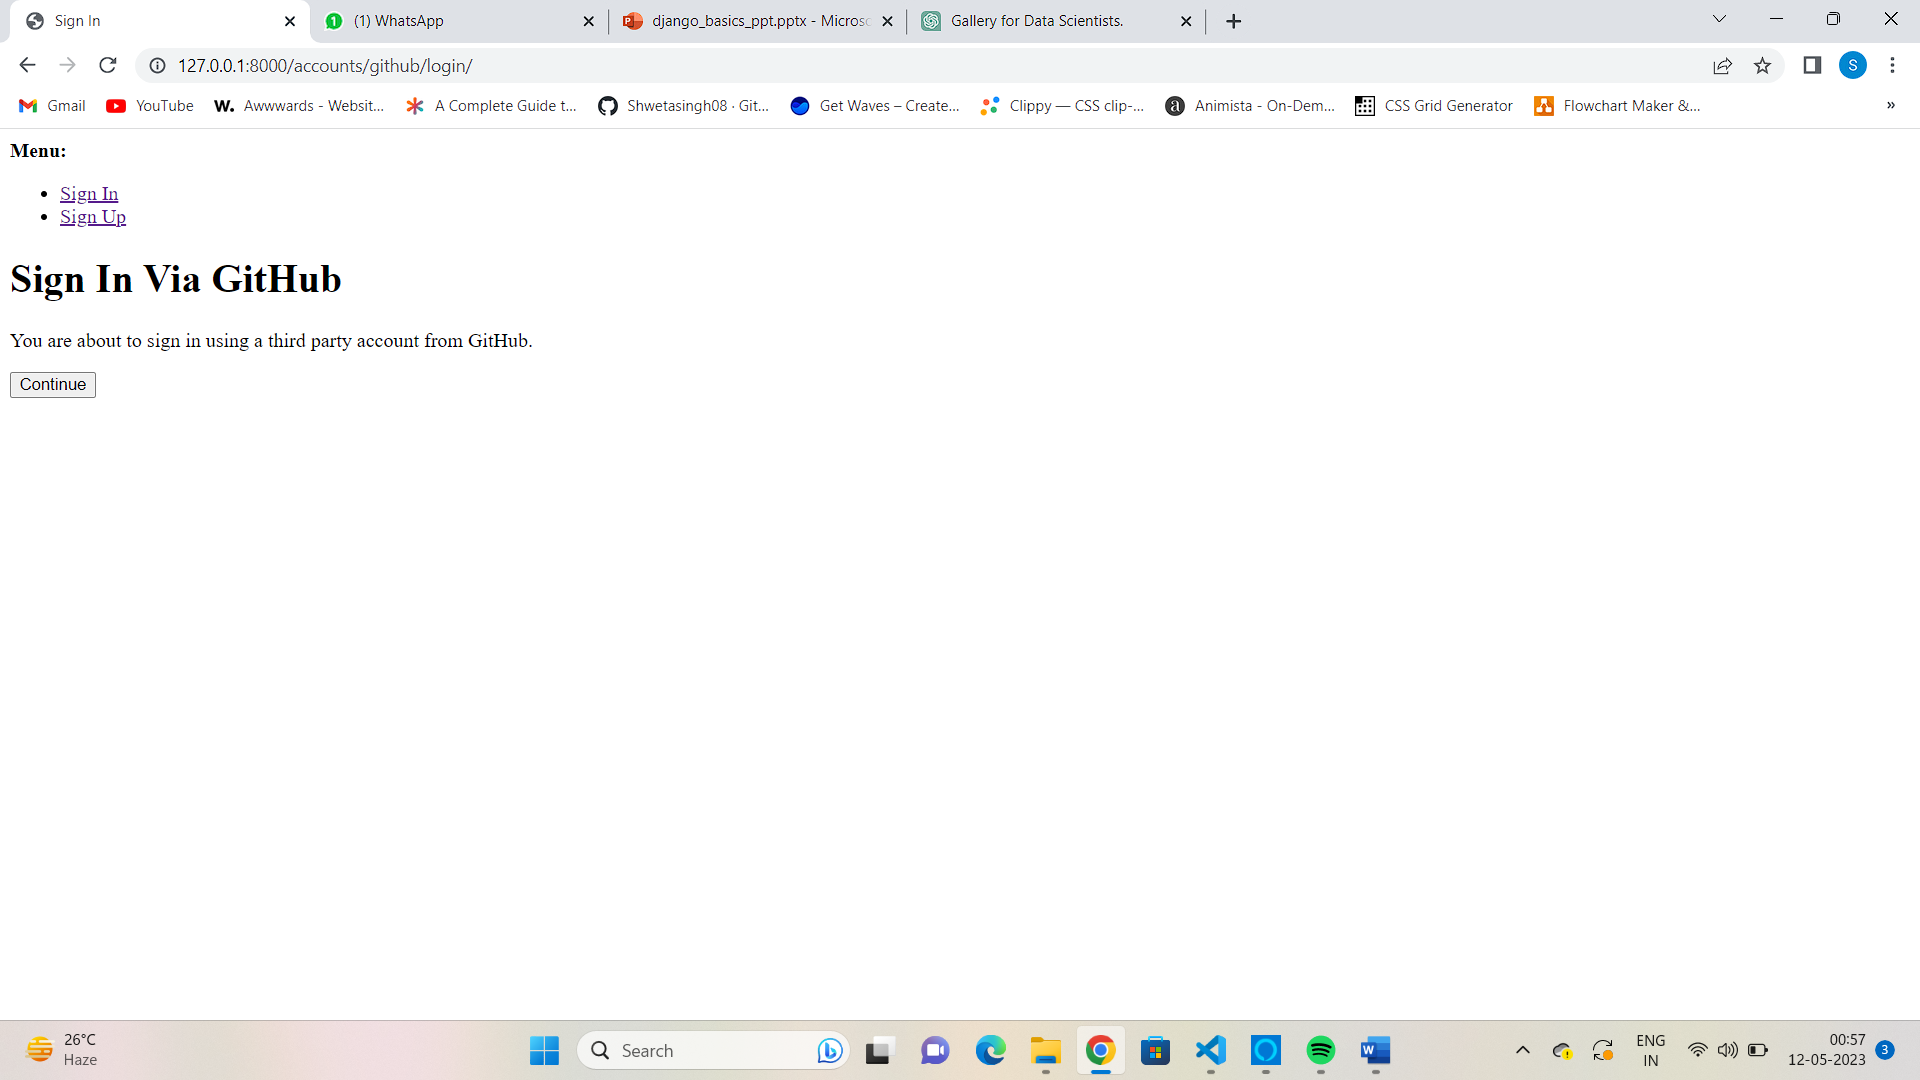 Sign In
(1) WhatsApp
django_basics_ppt.pptx - Microsc
Gallery for Data Scientists.
127.0.0.1:8000/accounts/github/login/
S
Gmail
YouTube
W. Awwwards - Websit...
A Complete Guide t...
Shwetasingh08 · Git...
Get Waves – Create...
Clippy — CSS clip-...
a Animista - On-Dem...
CSS Grid Generator
Flowchart Maker &...
»
Menu:
• Sign In
• Sign Up
Sign In Via GitHub
You are about to sign in using a third party account from GitHub.
Continue
26°C
Haze
Search
ENG
IN
00:57
12-05-2023
3